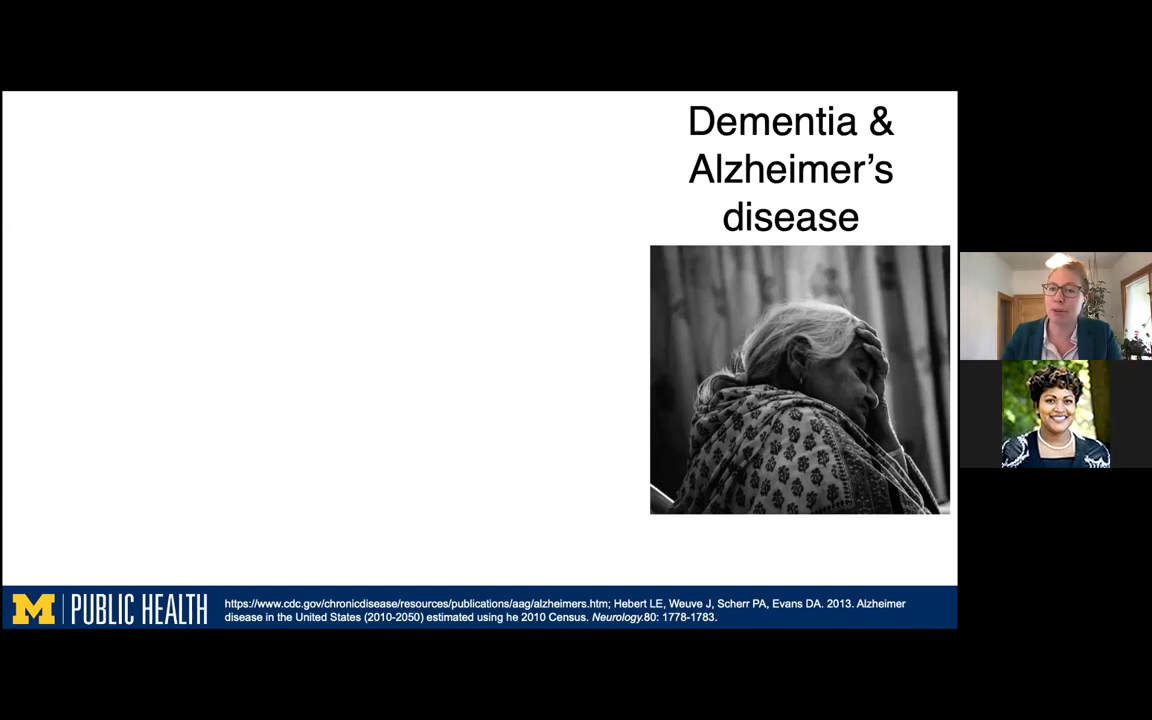 Dementia &
Alzheimer’s
disease
M PUBLIC HEALTH
https://www.cdc.gov/chronicdisease/resources/publications/aag/alzheimers.htm; Hebert LE, Weuve J, Scherr PA, Evans DA. 2013. Alzheimer
disease in the United States (2010-2050) estimated using he 2010 Census. Neurology.80: 1778-1783.